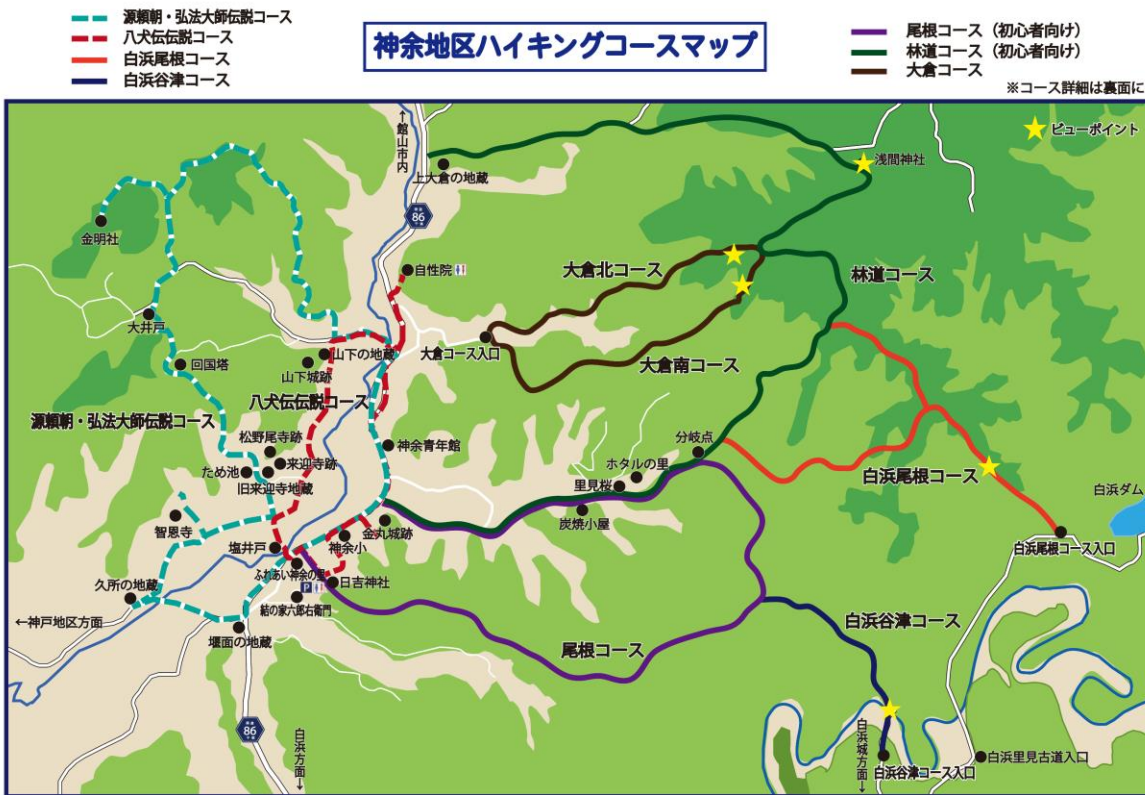 源頼朝・弘法大師伝説コース
八犬伝伝説コース
白浜尾根コース
白浜谷津コース
神余地区ハイキングコースマップ
尾根コース（初心者向け）
林道コース（初心者向け）
大倉コース
※コース詳細は裏面に
ビューポイント
←館山市内
上大倉の地蔵
浅間神社
86
金明社
自性院
大倉北コース
林道コース
大井戸
山下の地蔵
大倉コース入口
回国塔
山下城跡
大倉南コース
八犬伝伝説コース
源頼朝・弘法大師伝説コース
松野尾寺跡
神余青年館
分岐点
ため池
来迎寺跡
ホタルの里
旧来迎寺地蔵
里見桜
白浜尾根コース
白浜ダム
智恩寺
金丸城跡
炭焼小屋
塩井戸
神余小
白浜尾根コース入口
ふれあい神余の里
日吉神社
久所の地蔵
P
結の家六郎右衛門
←神戸地区方面
堰面の地蔵
尾根コース
白浜谷津コース
86
白浜方面→
白浜城方面→
白浜谷津コース入口
白浜里見古道入口